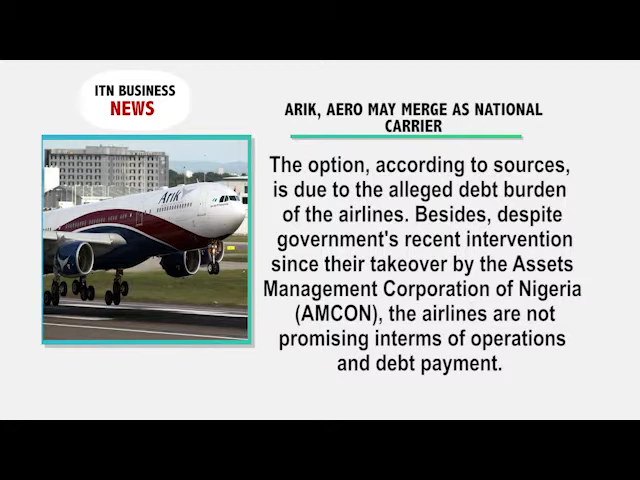 ITN BUSINESS
NEWS
ARIK, AERO MAY MERGE AS NATIONAL
CARRIER
Arik
The option, according to sources,
is due to the alleged debt burden
of the airlines. Besides, despite
government's recent intervention
since their takeover by the Assets
Management Corporation of Nigeria
(AMCON), the airlines are not
promising interms of operations
and debt payment.